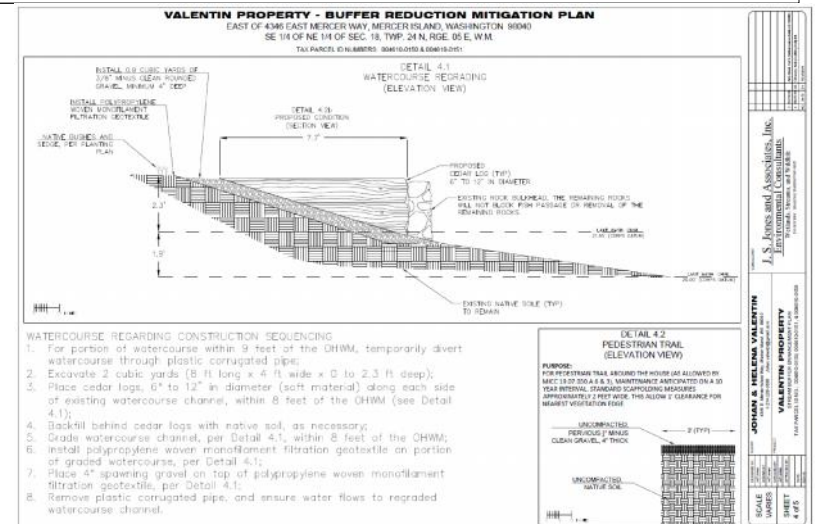 VALENTIN PROPERTY - BUFFER REDUCTION MITIGATION PLAN
EAST OF 4346 EAST MERCER WAY, MERCER ISLAND, WASHINGTON 98040
SE 1/4 OF NE 1/4 OF SEC. 18, TWP. 24 N, RGE. 05 E, W.M.
TAX PARCEL ID NUMBERS
DETAIL 4.1
WATERCOURSE REGRADING
(ELEVATION VIEW)
INSTALL 0.9 CUBIC YARDS OF
3/8" MINUS CLEAN ROUNDED
GRAVEL, MINIMUM 4" DEEP
INSTALL POLYPROPYLENE
WOVEN MONOFILAMENT
FILTRATION GEOTEXTILE
NATIVE BUSHES AND
SEDGE, PER PLANTING
PLAN
PROPOSED CONDITION
(SECTION VIEW)
7.7'
PROPOSED
CEDAR LOG (TYP)
6" TO 12" IN DIAMETER
EXISTING ROCK BULKHEAD, THE REMAINING ROCKS
WILL NOT BLOCK FISH PASSAGE OR REMOVAL OF THE
REMAINING ROCKS
2.3'
1.9'
EXISTING NATIVE SOILS (TYP)
TO REMAIN
WATERCOURSE REGARDING CONSTRUCTION SEQUENCING
1. For portion of watercourse within 9 feet of the OHWM, temporarily divert
watercourse through plastic corrugated pipe;
2. Excavate 2 cubic yards (8 ft long x 4 ft wide x 0 to 2.3 ft deep);
3. Place cedar logs, 6" to 12" in diameter (soft material) along each side
of existing watercourse channel, within 8 feet of the OHWM (see Detail
4.1);
4. Backfill behind cedar logs with native soil, as necessary;
5. Grade watercourse channel, per Detail 4.1, within 8 feet of the OHWM;
6. Install polypropylene woven monofilament filtration geotextile on portion
of graded watercourse, per Detail 4.1;
7. Place 4" spawning gravel on top of polypropylene woven monofilament
filtration geotextile, per Detail 4.1;
8. Remove plastic corrugated pipe, and ensure water flows to regraded
watercourse channel.
DETAIL 4.2
PEDESTRIAN TRAIL
(ELEVATION VIEW)
PURPOSE:
FOR PEDESTRIAN TRAIL, AROUND THE HOUSE (AS ALLOWED BY
MICC 19.07.030 A 6 & 3), MAINTENANCE ANTICIPATED ON A 10
YEAR INTERVAL, STANDARD SCAFFOLDING MEASURES
APPROXIMATELY 2 FEET WIDE. THIS ALLOW 1' CLEARANCE FOR
NEAREST VEGETATION EDGE.
UNCOMPACTED,
PERVIOUS 1" MINUS
CLEAN GRAVEL, 4" THICK
3' (TYP)
UNCOMPACTED,
NATIVE SOIL
J. S. Jones and Associates, Inc.
Environmental Consultants
Wetlands, Streams, and Wildlife
JOHAN & HELENA VALENTIN
VALENTIN PROPERTY
SCALE
VARIES
SHEET
4 of 5